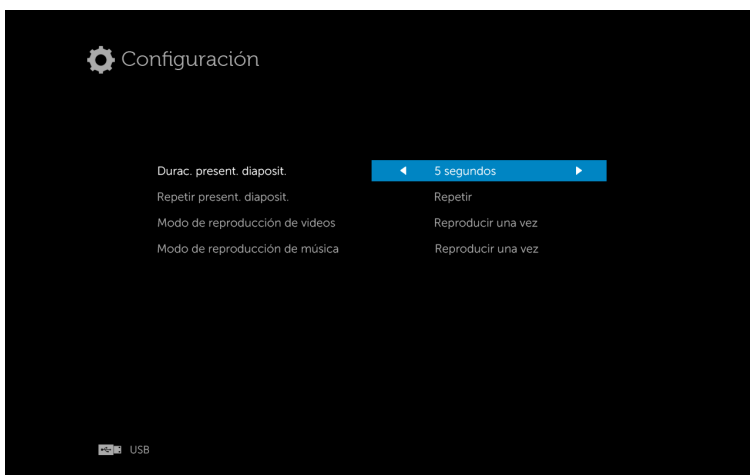 Configuración
Durac. present. diaposit. 5 segundos
Repetir present. diaposit. Repetir
Modo de reproducción de videos Reproducir una vez
Modo de reproducción de música Reproducir una vez
USB